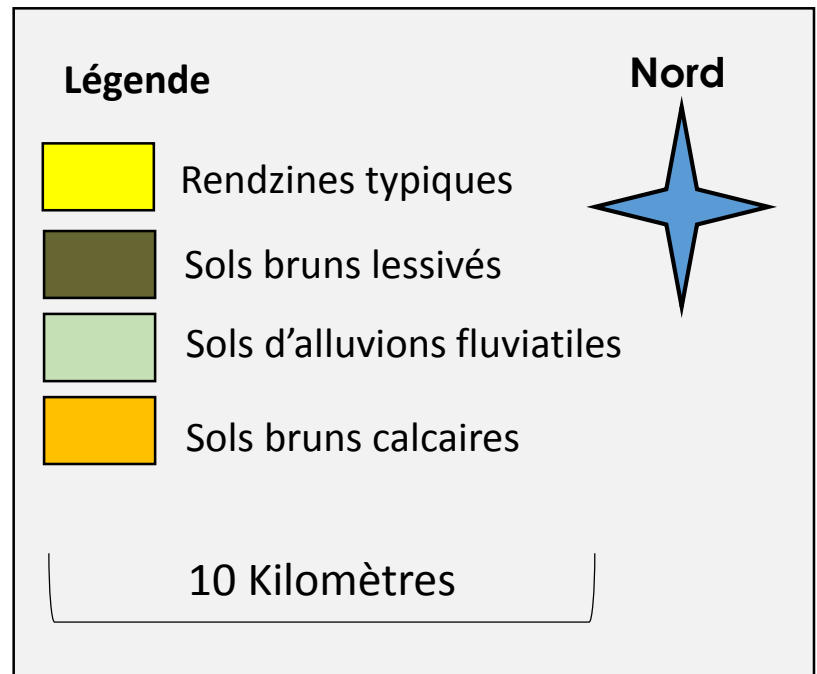 Légende
Nord
Rendzines typiques
Sols bruns lessivés
Sols d’alluvions fluviatiles
Sols bruns calcaires
10 Kilomètres